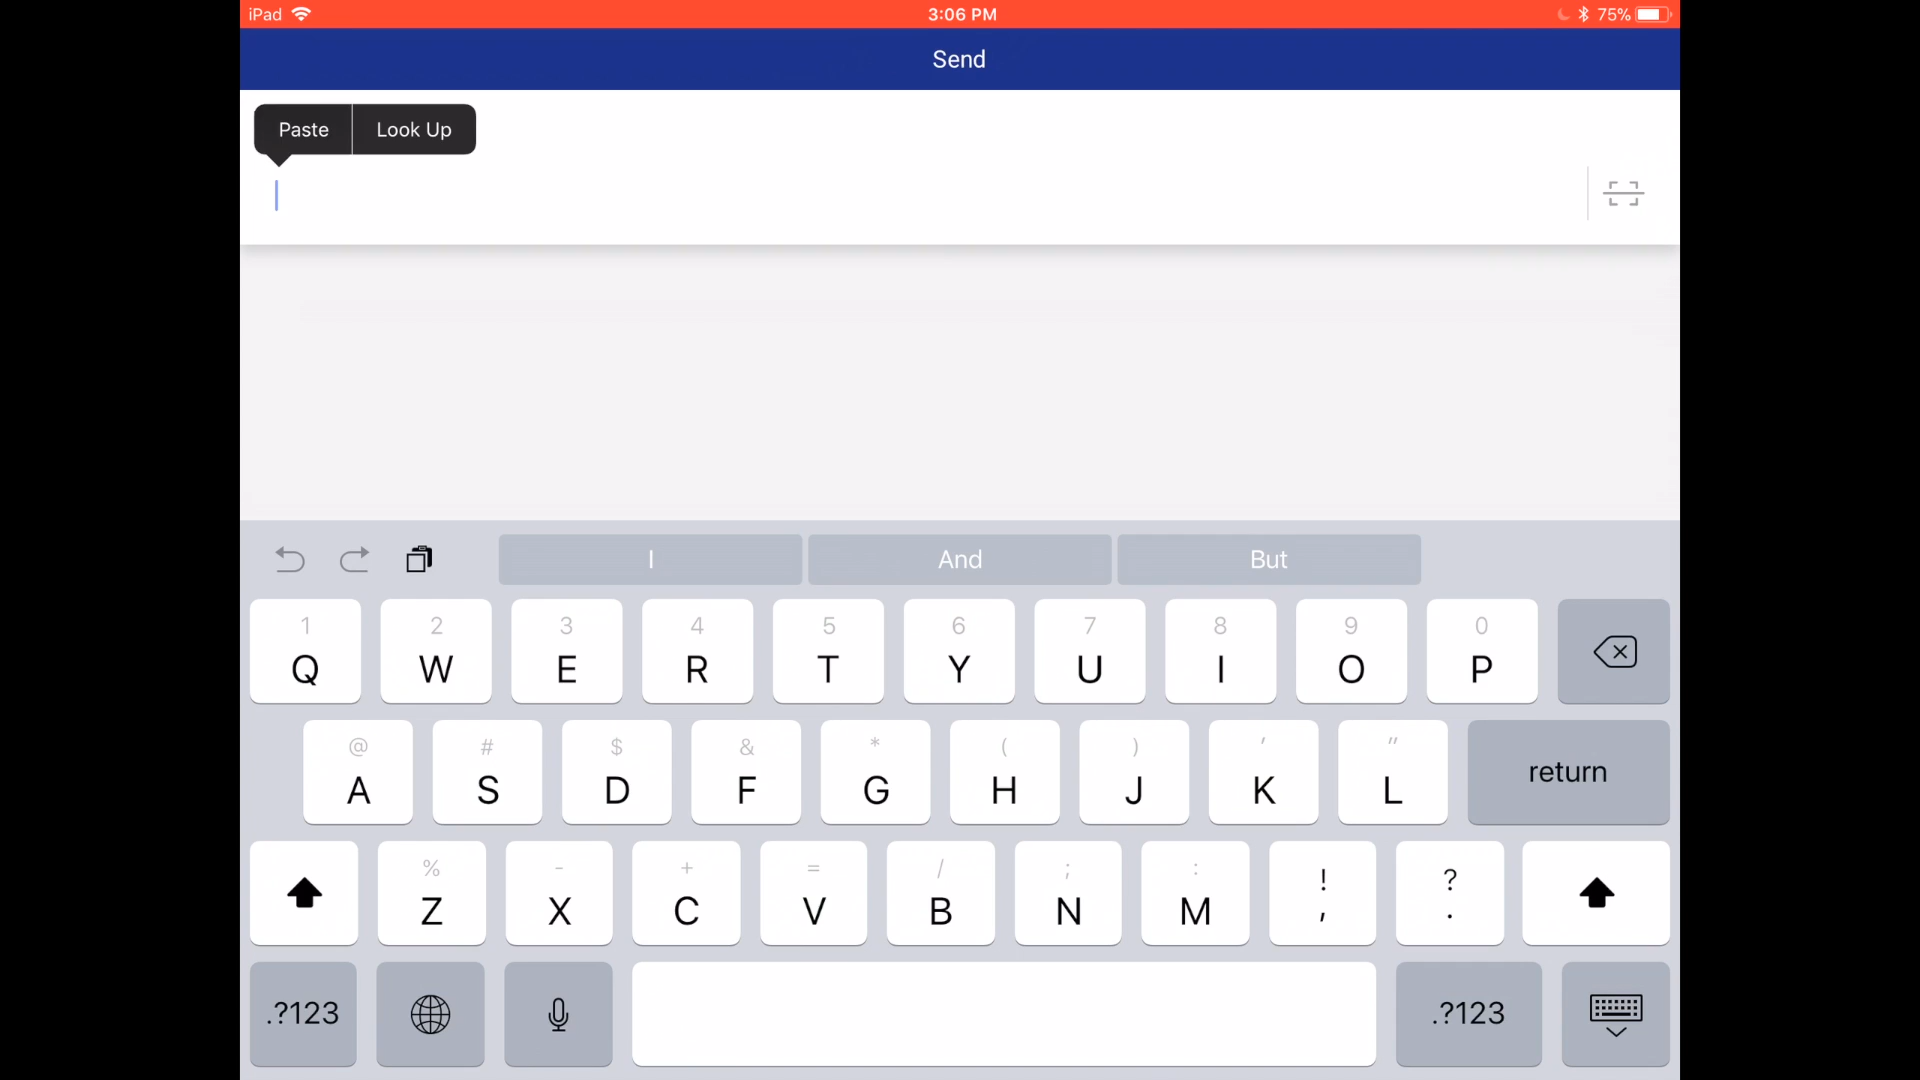 iPad 3:06 PM 75%
Send
Paste Look Up
I And But
1 2 3 4 5 6 7 8 9 0
Q W E R T Y U I O P
@ # $ & * ( ) ' "
A S D F G H J K L return
% - + = / ; : ! ?
Z X C V B N M , .
.?123 .?123